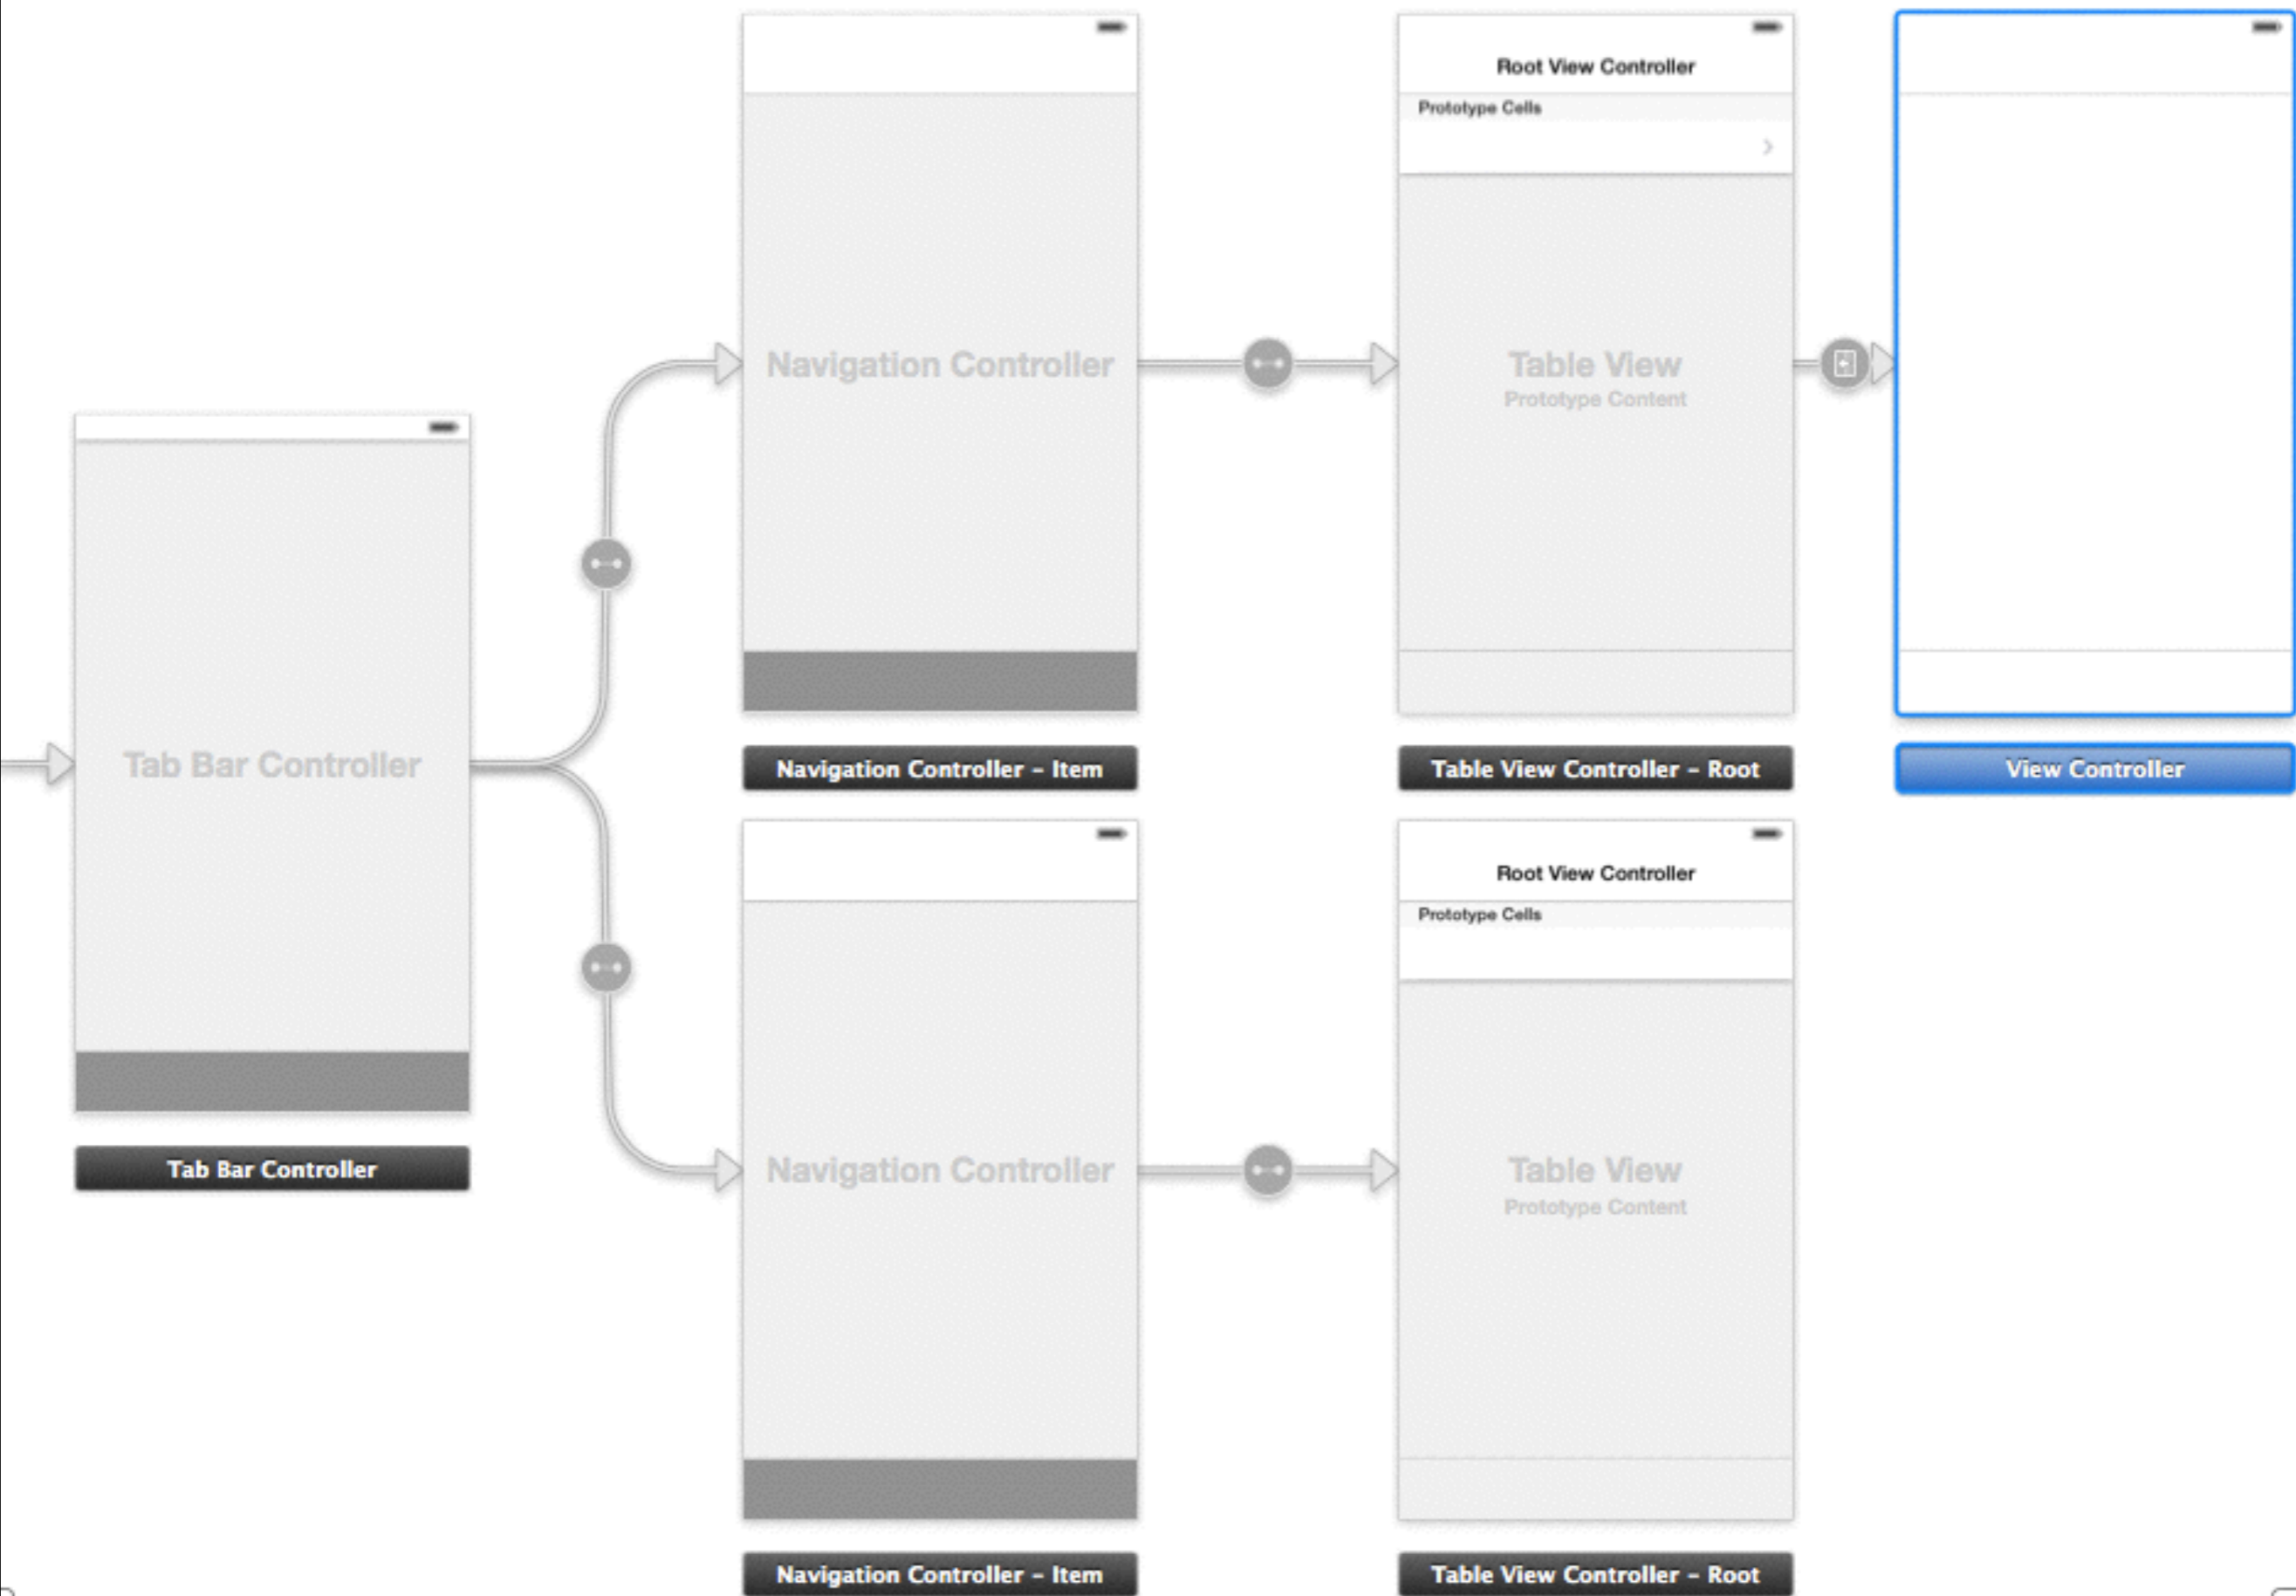 Root View Controller
Prototype Cells
Navigation Controller
Table View
Prototype Content
Tab Bar Controller
Navigation Controller – Item
Table View Controller – Root
View Controller
Root View Controller
Prototype Cells
Tab Bar Controller
Navigation Controller
Table View
Prototype Content
Navigation Controller – Item
Table View Controller – Root